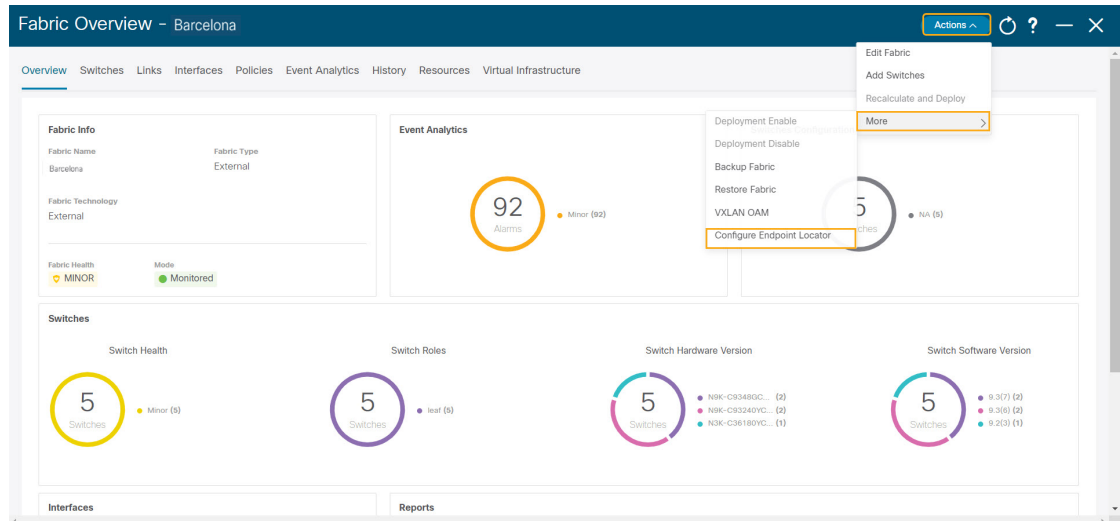 Fabric Overview - Barcelona
Actions
?
Overview Switches Links Interfaces Policies Event Analytics History Resources Virtual Infrastructure
Edit Fabric
Add Switches
Recalculate and Deploy
More
Deployment Enable
Deployment Disable
Backup Fabric
Restore Fabric
VXLAN OAM
Configure Endpoint Locator
Fabric Info
Fabric Name
Barcelona
Fabric Type
External
Fabric Technology
External
Fabric Health
MINOR
Mode
Monitored
Event Analytics
92
Alarms
Minor (92)
5
NA (5)
Switches
Switch Health
5
Switches
Minor (5)
Switch Roles
5
Switches
leaf (5)
Switch Hardware Version
5
Switches
N9K-C9348GC... (2)
N9K-C93240YC... (2)
N3K-C36180YC... (1)
Switch Software Version
5
Switches
9.3(7) (2)
9.3(6) (2)
9.2(3) (1)
Interfaces
Reports